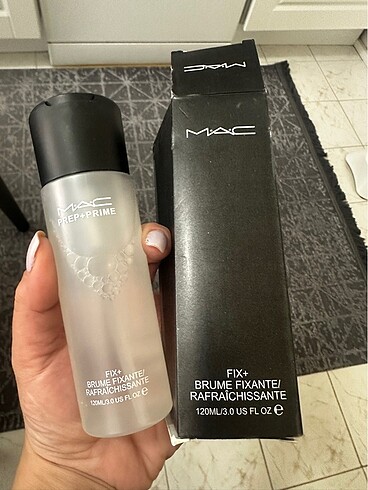 MAC
MAC
PREP+PRIME
FIX+
BRUME FIXANTE/
RAFRAÎCHISSANTE
120ML/3.0 US FL OZ ℮
MAC
FIX+
BRUME FIXANTE/
RAFRAÎCHISSANTE
120ML/3.0 US FL OZ ℮